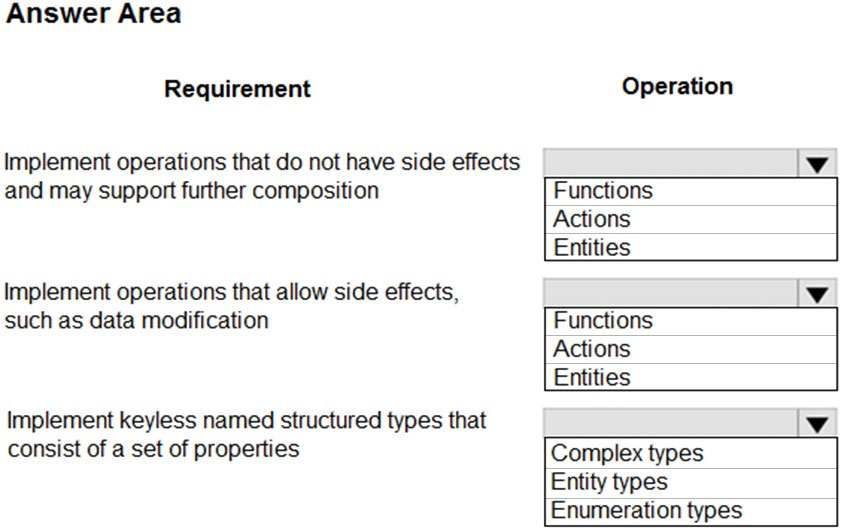 Answer Area
Requirement
Operation
Implement operations that do not have side effects
and may support further composition
Functions
Actions
Entities
Implement operations that allow side effects,
such as data modification
Functions
Actions
Entities
Implement keyless named structured types that
consist of a set of properties
Complex types
Entity types
Enumeration types